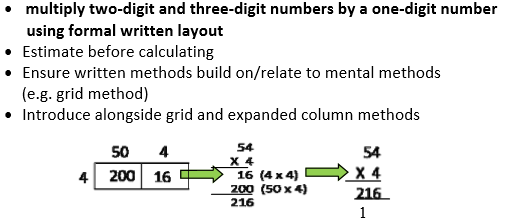 • multiply two-digit and three-digit numbers by a one-digit number
using formal written layout
• Estimate before calculating
• Ensure written methods build on/relate to mental methods
(e.g. grid method)
• Introduce alongside grid and expanded column methods
50 4
4 200 16
54
X 4
16 (4 x 4)
200 (50 x 4)
216
54
X 4
216
1